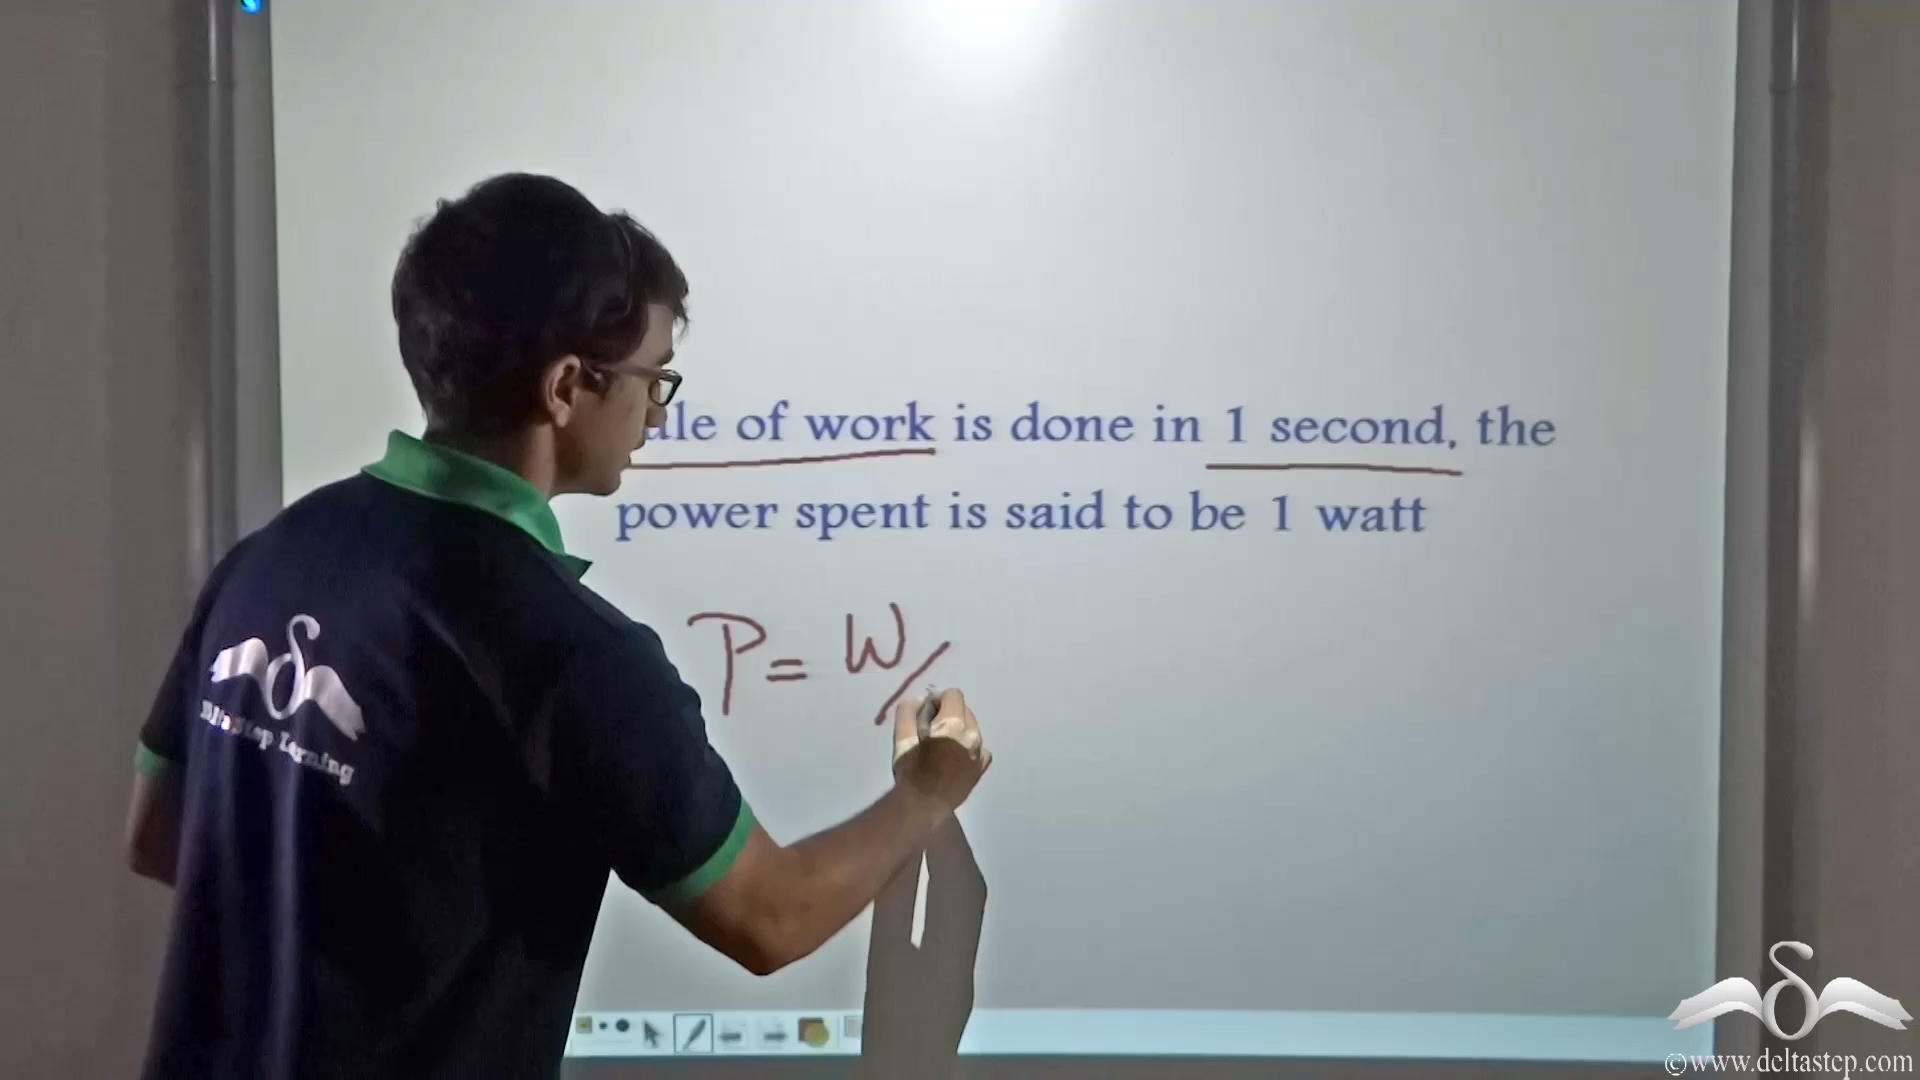 of work is done in 1 second, the
power spent is said to be 1 watt
P = W/
Learning
©www.deltastep.com